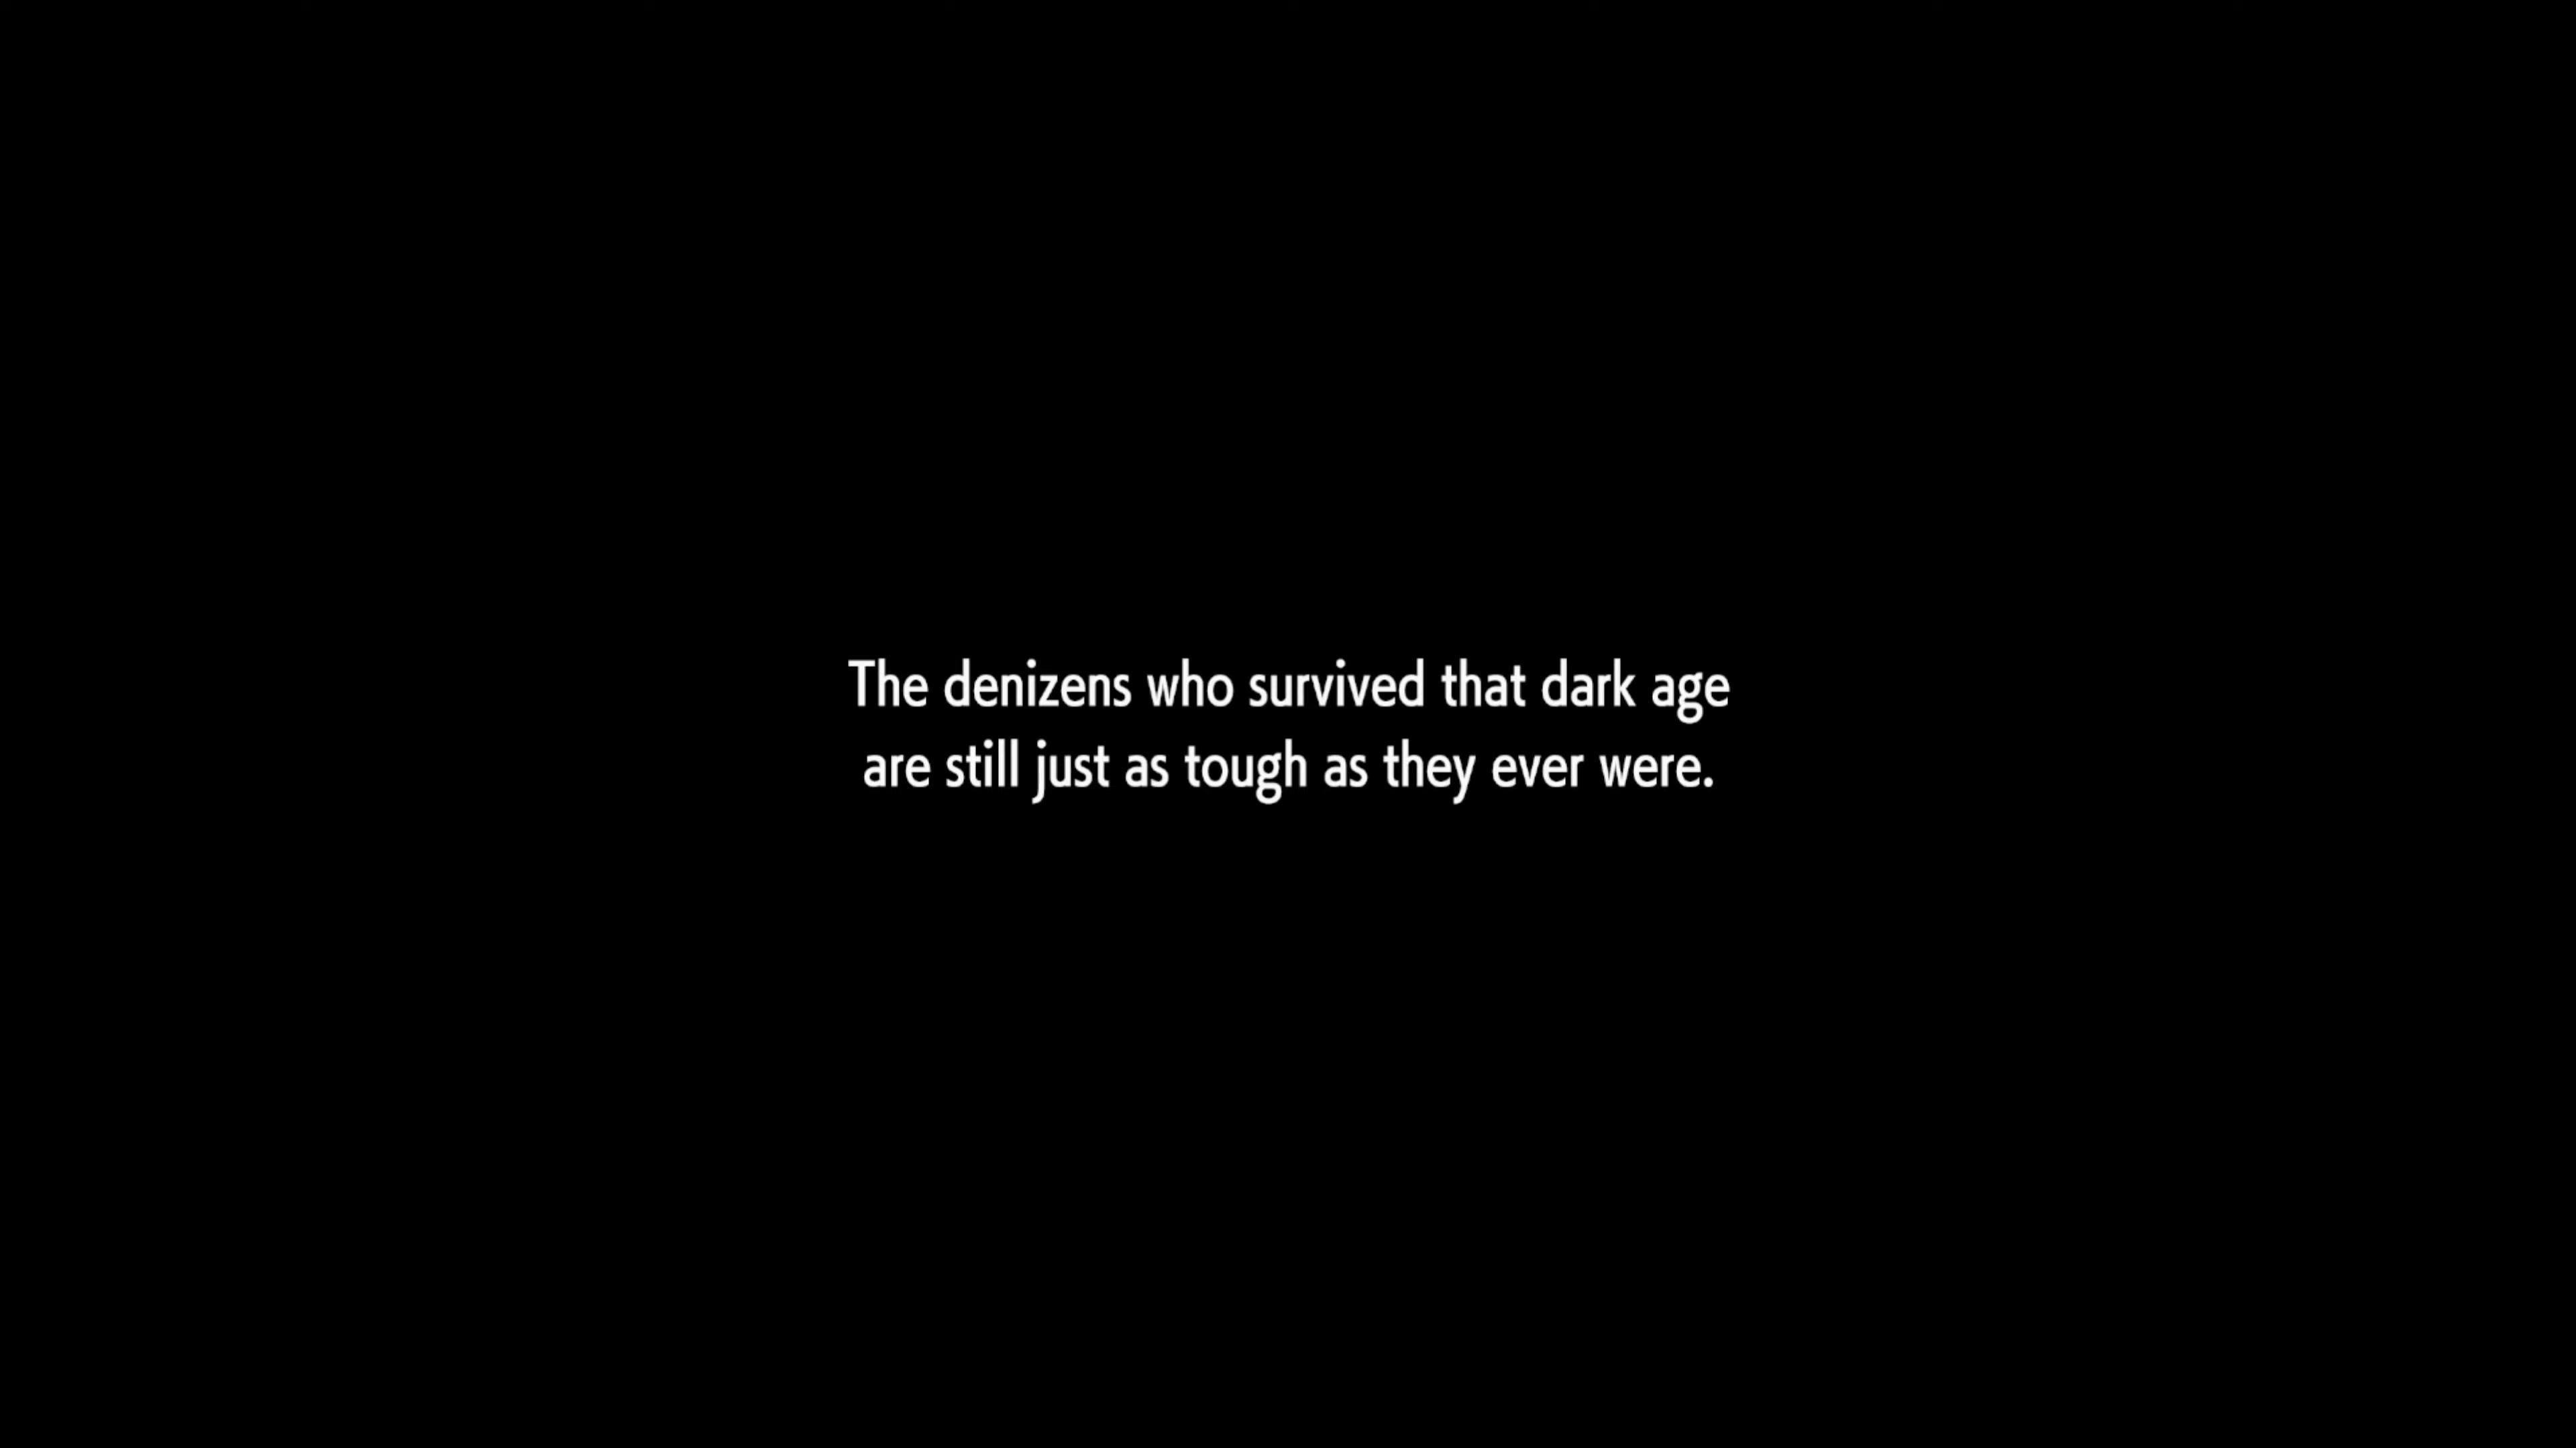 The denizens who survived that dark age
are still just as tough as they ever were.